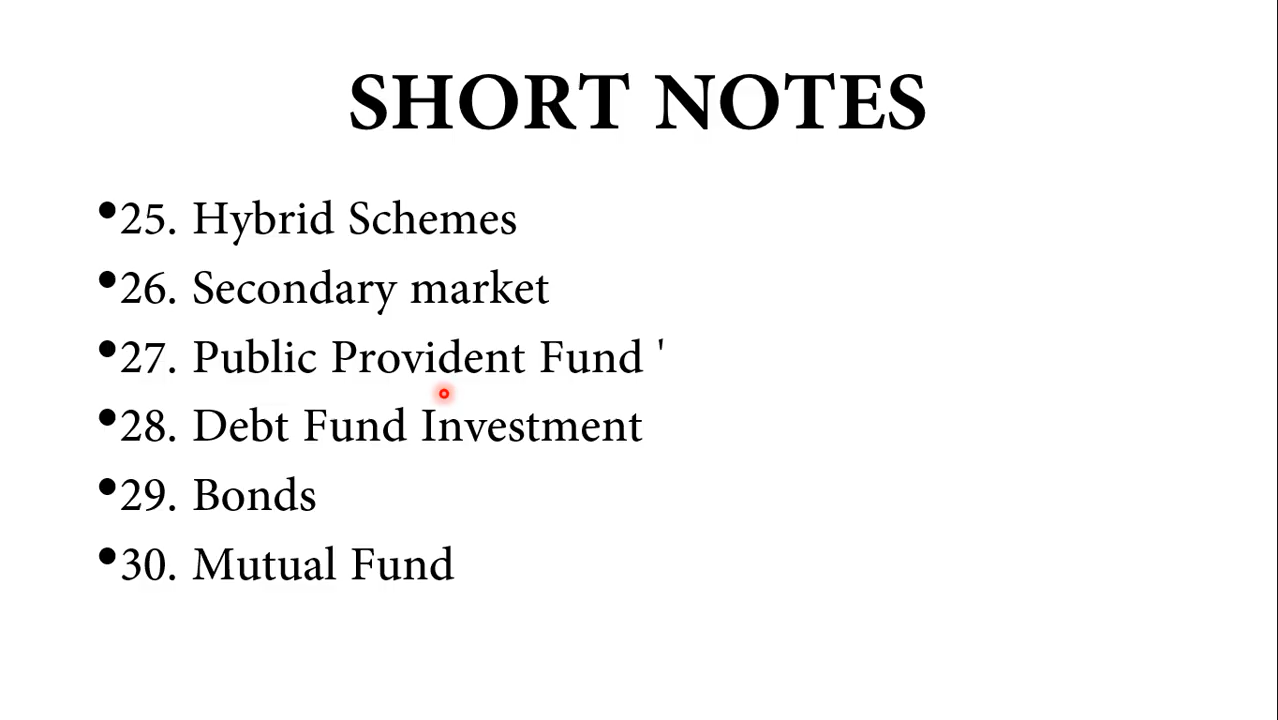 SHORT NOTES
•25. Hybrid Schemes
•26. Secondary market
•27. Public Provident Fund '
•28. Debt Fund Investment
•29. Bonds
•30. Mutual Fund